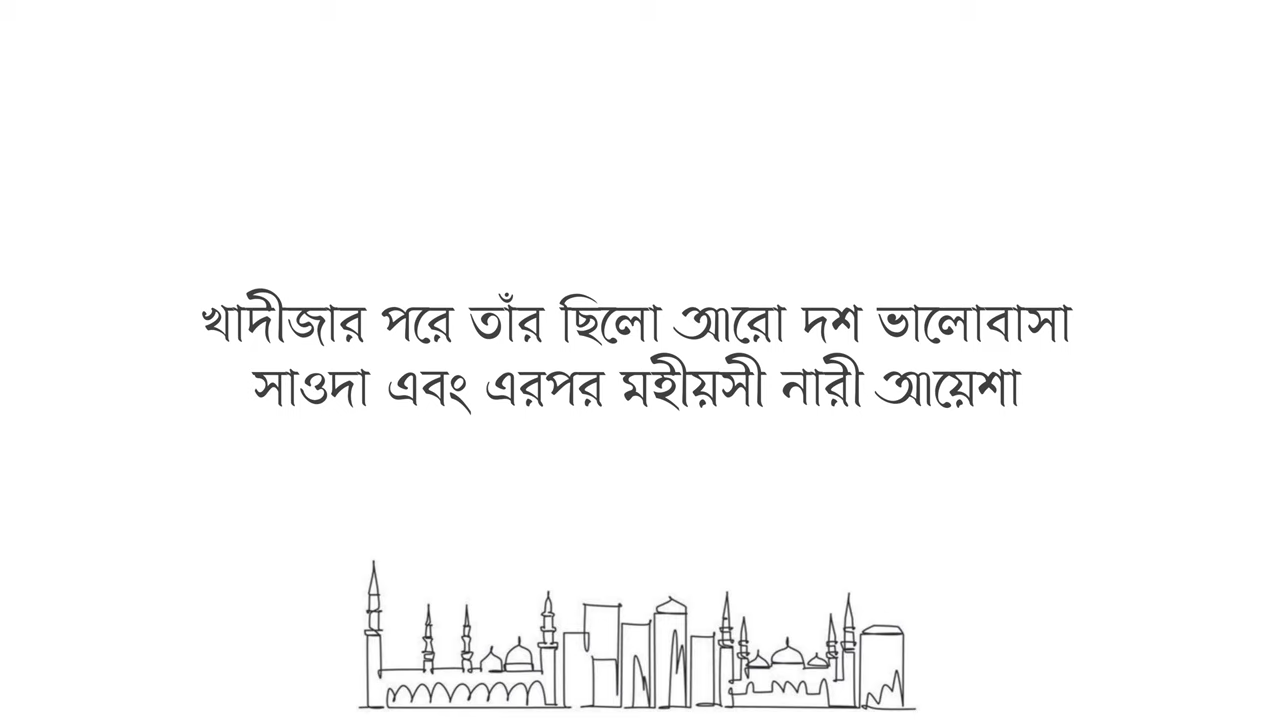 খাদীজার পরে তাঁর ছিলো আরো দশ ভালোবাসা
সাওদা এবং এরপর মহীয়সী নারী আয়েশা